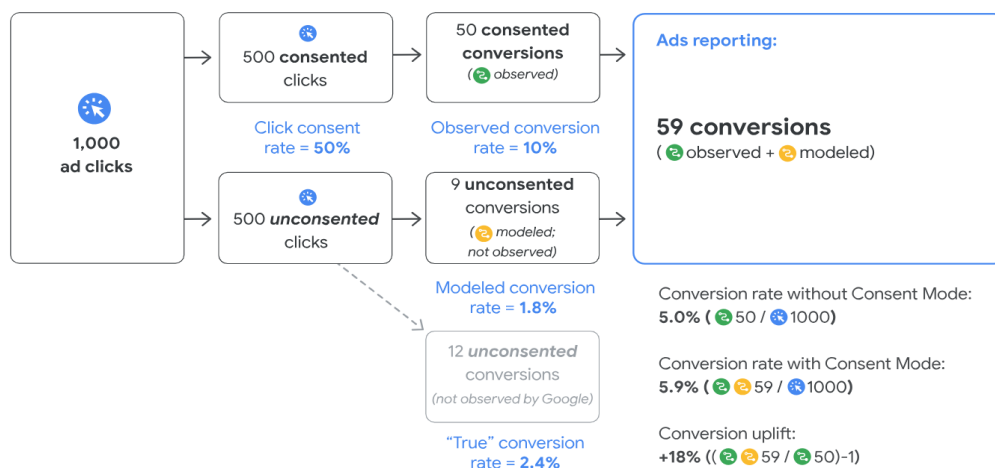 1,000
ad clicks
500 consented
clicks
Click consent
rate = 50%
50 consented
conversions
( observed)
Observed conversion
rate = 10%
500 unconsented
clicks
9 unconsented
conversions
( modeled;
not observed)
Modeled conversion
rate = 1.8%
12 unconsented
conversions
(not observed by Google)
“True” conversion
rate = 2.4%
Ads reporting:
59 conversions
( observed + modeled)
Conversion rate without Consent Mode:
5.0% ( 50 / 1000)
Conversion rate with Consent Mode:
5.9% ( 59 / 1000)
Conversion uplift:
+18% (( 59 / 50)-1)